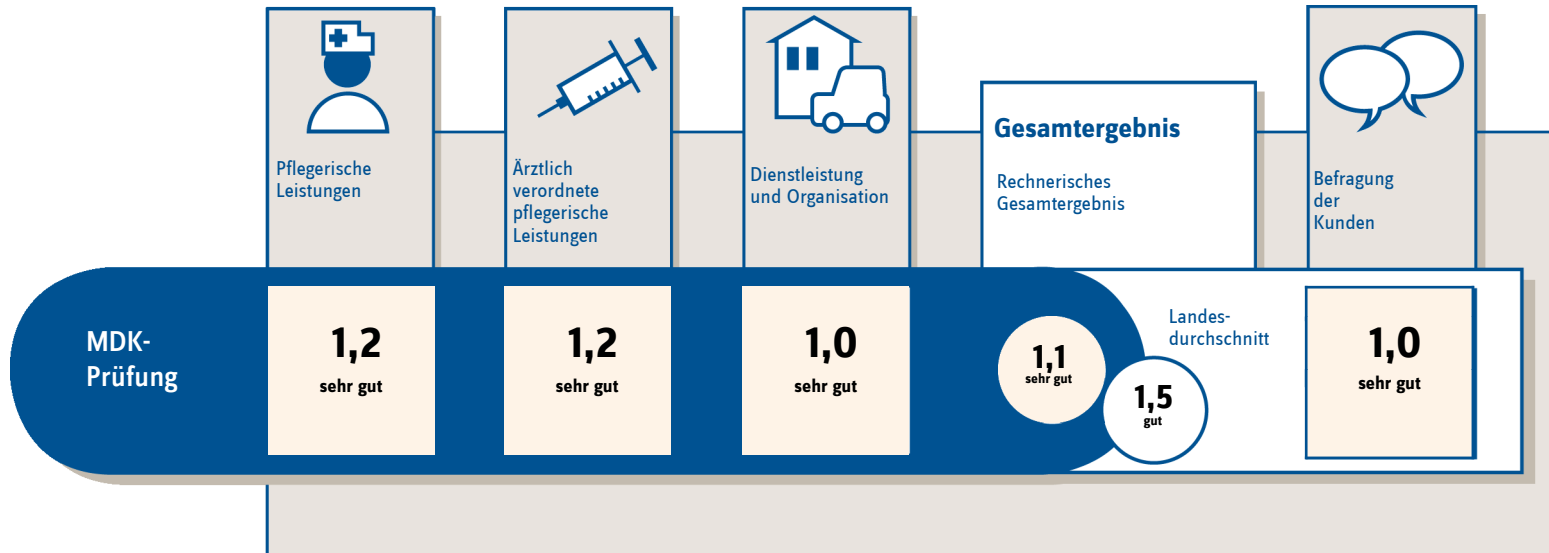 Pflegerische
Leistungen
Ärztlich
verordnete
pflegerische
Leistungen
Dienstleistung
und Organisation
Gesamtergebnis
Rechnerisches
Gesamtergebnis
Befragung
der
Kunden
MDK-
Prüfung
1,2
sehr gut
1,2
sehr gut
1,0
sehr gut
1,1
sehr gut
Landes-
durchschnitt
1,5
gut
1,0
sehr gut